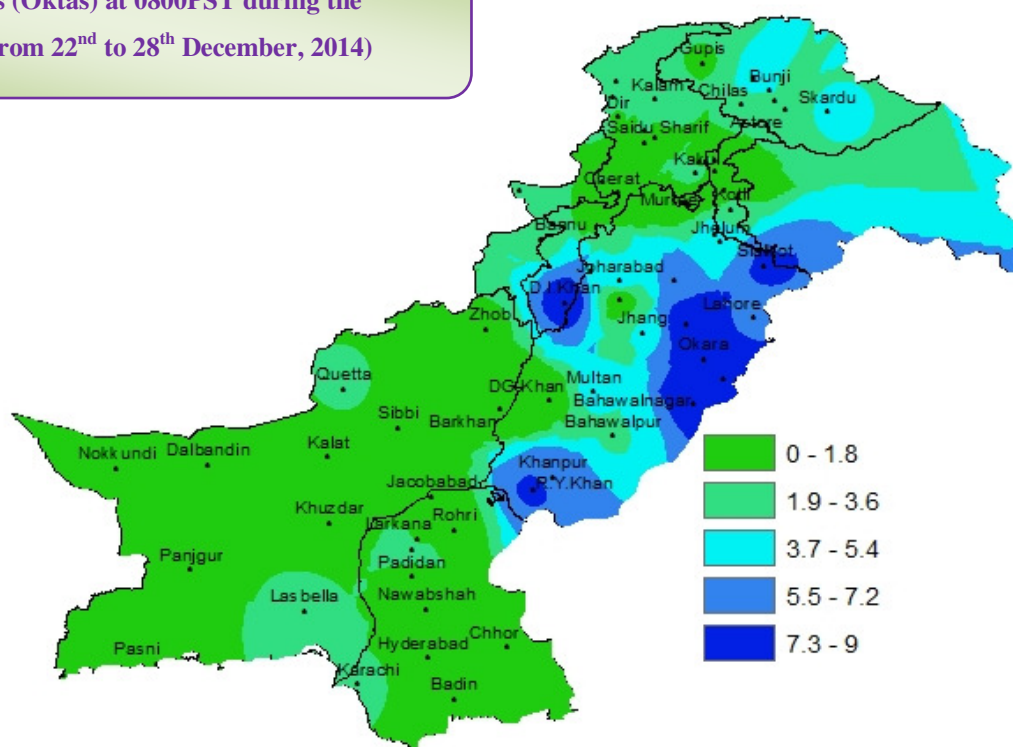 s (Oktas) at 0800PST during the
from 22nd to 28th December, 2014)
Gupis
Bunji
Kalam
Chilas
Skardu
Dir
Astore
Saidu Sharif
Kakul
Cherat
Murree
Kotli
Bannu
Jhelum
Sialkot
Joharabad
D.I.Khan
Lahore
Zhob
Jhang
Okara
Quetta
DG-Khan
Multan
Bahawalnagar
Sibbi
Barkhan
Bahawalpur
Nokkundi
Dalbandin
Kalat
0 - 1.8
Khanpur
Jacobabad
R.Y.Khan
1.9 - 3.6
Khuzdar
Larkana
Rohri
3.7 - 5.4
Panjgur
Padidan
5.5 - 7.2
Lasbella
Nawabshah
Pasni
Hyderabad
Chhor
7.3 - 9
Karachi
Badin